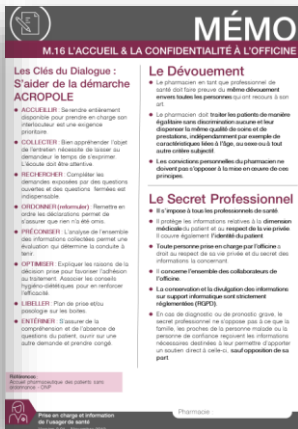 MÉMO
M.16 L'ACCUEIL & LA CONFIDENTIALITÉ À L'OFFICINE
Les Clés du Dialogue :
S'aider de la démarche
ACROPOLE
ACCUEILLIR : Se rendre entièrement
disponible pour prendre en charge son
interlocuteur est une exigence
prioritaire
COLLECTER : Bien appréhender l'objet
de l'entretien nécessite de laisser au
demandeur le temps de s'exprimer.
L'écoute doit être attentive.
RECHERCHER : Compléter les
demandes exposées par des questions
ouvertes et des questions fermées est
indispensable.
ORDONNER (reformuler) : Remettre en
ordre les déclarations permet de
s'assurer que rien n'a été omis.
PRÉCONISER : L'analyse de l'ensemble
des informations collectées permet une
évaluation qui détermine la conduite à
tenir.
OPTIMISER : Expliquer les raisons de la
décision prise pour favoriser l'adhésion
au traitement. Associer les conseils
hygiéno-diététiques pour en renforcer
l'efficacité.
LIBELLER : Plan de prise et/ou
posologie sur les boîtes.
ENTÉRINER : S'assurer de la
compréhension et de l'absence de
questions du patient, ouvrir sur une
autre demande et prendre congé
Références :
Accueil pharmaceutique des patients sans
ordonnance - CNP
Le Dévouement
Le pharmacien en tant que professionnel de
santé doit faire preuve du même dévouement
envers toutes les personnes qui ont recours à son
art.
Le pharmacien doit traiter les patients de manière
égalitaire sans discrimination aucune et leur
dispenser la même qualité de soins et de
prestations, indépendamment par exemple de
caractéristiques liées à l'âge, au sexe ou à tout
autre critère subjectif.
Les convictions personnelles du pharmacien ne
doivent pas s'opposer à la mise en œuvre de ces
principes.
Le Secret Professionnel
Il s'impose à tous les professionnels de santé
Il protège les informations relatives à la dimension
médicale du patient et au respect de la vie privée
Il couvre également l'identité du patient
Toute personne prise en charge par l'officine a
droit au respect de sa vie privée et du secret des
informations la concernant
Il concerne l'ensemble des collaborateurs de
l'officine
La conservation et la divulgation des informations
sur support informatique sont strictement
réglementées (RGPD).
En cas de diagnostic ou de pronostic grave, le
secret professionnel ne s'oppose pas à ce que la
famille, les proches de la personne malade ou la
personne de confiance reçoivent les informations
nécessaires destinées à leur permettre d'apporter
un soutien direct à celle-ci, sauf opposition de sa
part
Prise en charge et information
de l'usager de santé
Pharmacie :